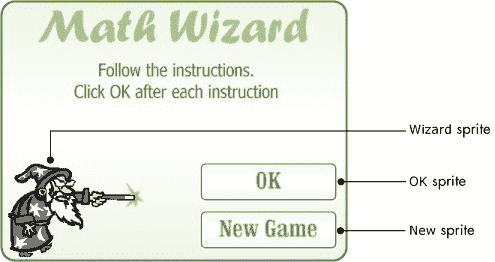 Math Wizard
Follow the instructions.
Click OK after each instruction
Wizard sprite
OK
OK sprite
New Game
New sprite